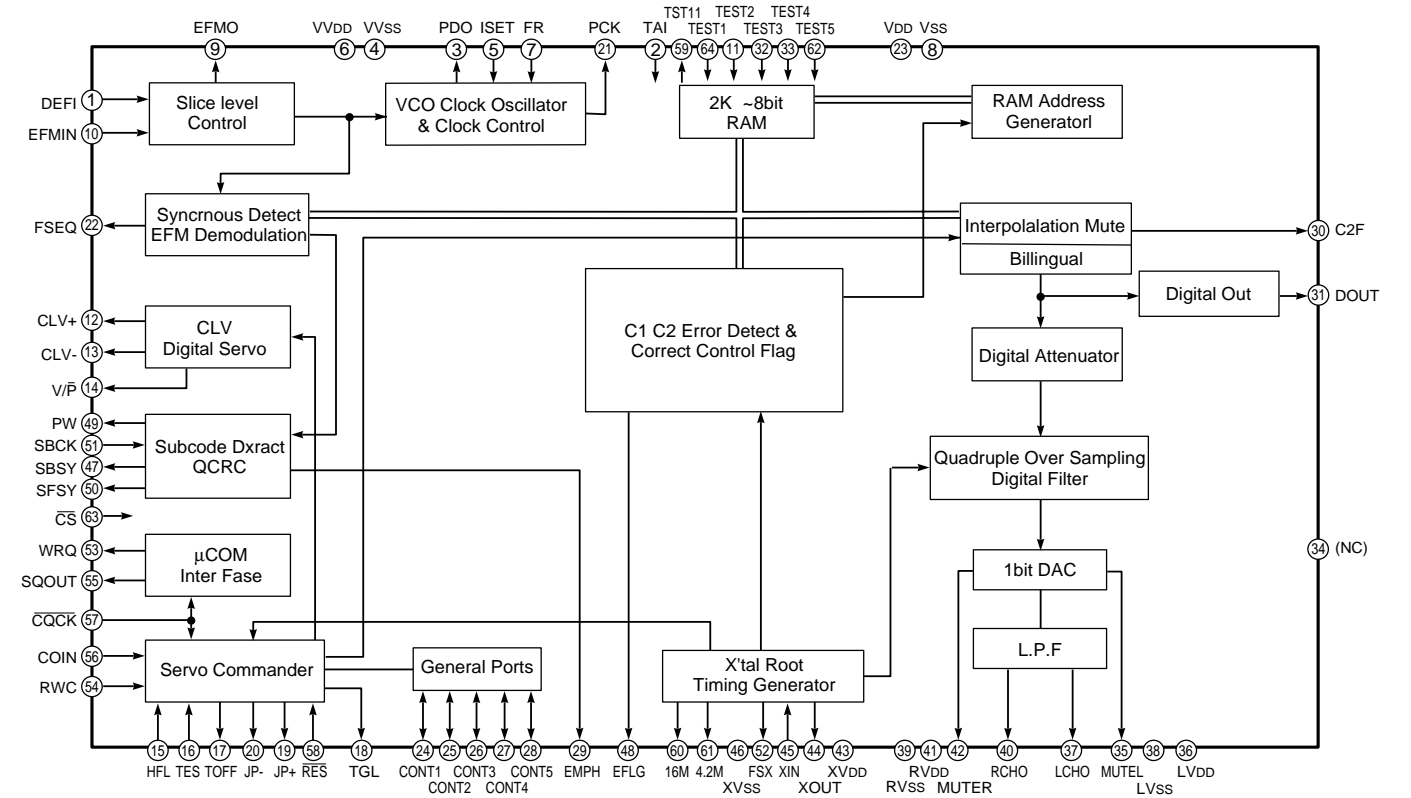 EFMO
VVDD
VVSS
PDO
ISET
FR
PCK
TAI
TST11
TEST1
TEST2
TEST3
TEST4
TEST5
VDD
VSS
9
6
4
3
5
7
21
2
59
64
11
32
33
62
23
8
DEFI
1
EFMIN
10
Slice level
Control
VCO Clock Oscillator
& Clock Control
2K ~8bit
RAM
RAM Address
Generatorl
FSEQ
22
Syncrnous Detect
EFM Demodulation
Interpolalation Mute
Billingual
30
C2F
Digital Out
31
DOUT
CLV+
12
CLV-
13
V/P̅
14
CLV
Digital Servo
C1 C2 Error Detect &
Correct Control Flag
Digital Attenuator
PW
49
SBCK
51
SBSY
47
SFSY
50
Subcode Dxract
QCRC
Quadruple Over Sampling
Digital Filter
C̅S̅
63
WRQ
53
SQOUT
55
µCOM
Inter Fase
34
(NC)
1bit DAC
C̅Q̅C̅K̅
57
COIN
56
RWC
54
Servo Commander
General Ports
X'tal Root
Timing Generator
L.P.F
15
16
17
20
19
58
18
24
25
26
27
28
29
48
60
61
46
52
45
44
43
39
41
42
40
37
35
38
36
HFL
TES
TOFF
JP-
JP+
R̅E̅S̅
TGL
CONT1
CONT2
CONT3
CONT4
CONT5
EMPH
EFLG
16M
4.2M
XVSS
FSX
XIN
XOUT
XVDD
RVSS
RVDD
MUTER
RCHO
LCHO
MUTEL
LVSS
LVDD